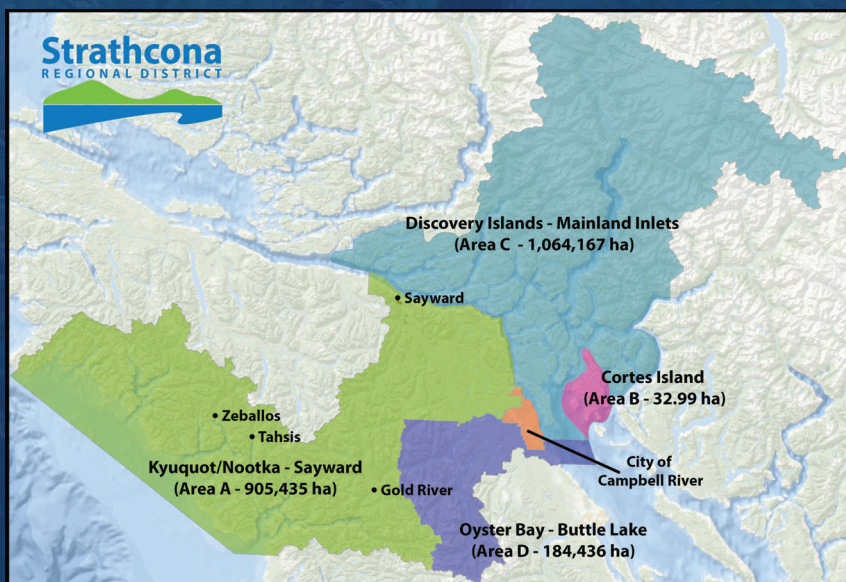 Strathcona
REGIONAL DISTRICT
Discovery Islands - Mainland Inlets
(Area C - 1,064,167 ha)
• Sayward
Cortes Island
(Area B - 32.99 ha)
• Zeballos
• Tahsis
Kyuquot/Nootka - Sayward
(Area A - 905,435 ha)
• Gold River
City of
Campbell River
Oyster Bay - Buttle Lake
(Area D - 184,436 ha)